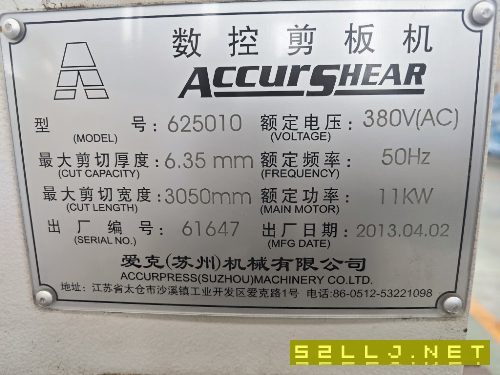 数控剪板机
ACCURSHEAR
型 号: 625010 额定电压: 380V(AC)
(MODEL) (VOLTAGE)
最大剪切厚度: 6.35 mm 额定频率: 50Hz
(CUT CAPACITY) (FREQUENCY)
最大剪切宽度: 3050mm 额定功率: 11KW
(CUT LENGTH) (MAIN MOTOR)
出 厂 编 号: 61647 出厂日期: 2013.04.02
(SERIAL NO.) (MFG DATE)
爱克(苏州)机械有限公司
ACCURPRESS(SUZHOU)MACHINERY CO.LTD.
地址:江苏省太仓市沙溪镇工业开发区爱克路1号 电话:86-0512-53221098
52LLJ.NET